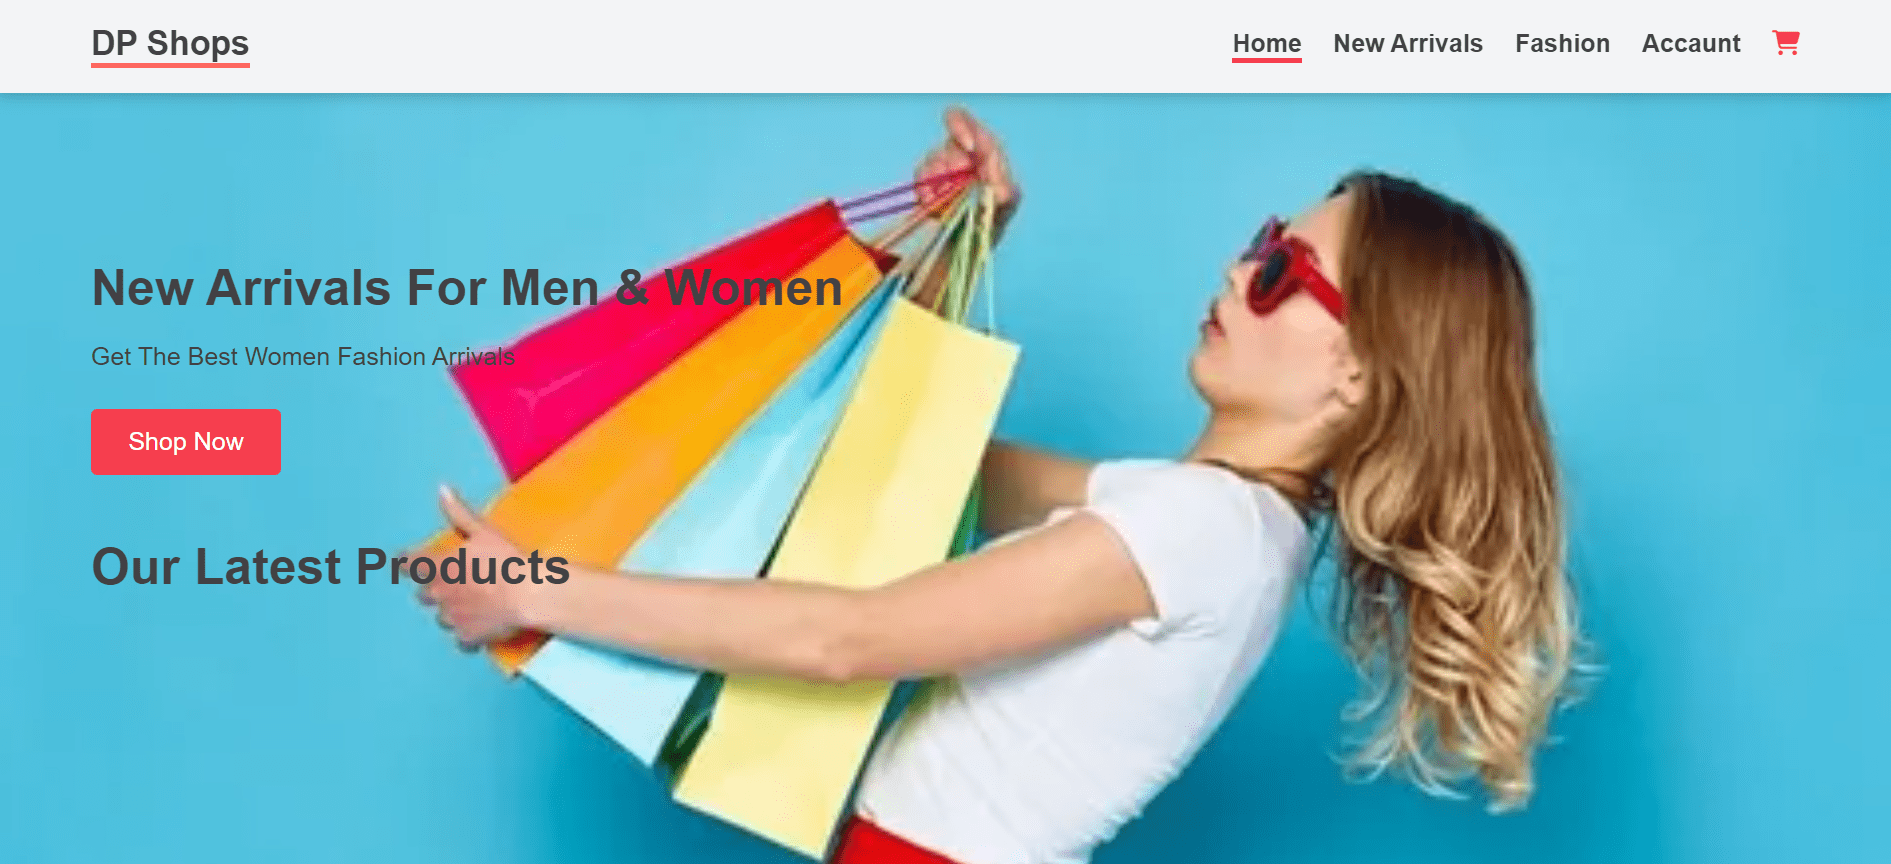 DP Shops
Home New Arrivals Fashion Accaunt
New Arrivals For Men & Women
Get The Best Women Fashion Arrivals
Shop Now
Our Latest Products